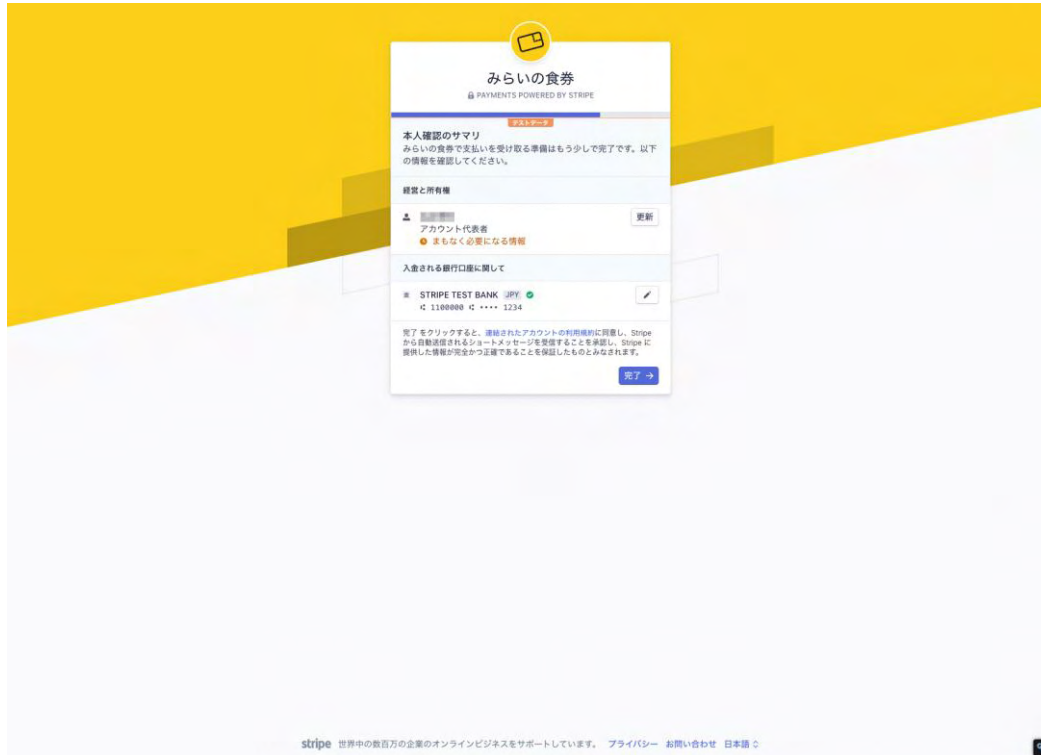 みらいの食券
PAYMENTS POWERED BY STRIPE
テストデータ
本人確認のサマリ
みらいの食券で支払いを受け取る準備はもう少しで完了です。以下
の情報を確認してください。
経営と所有権
更新
アカウント代表者
まもなく必要になる情報
入金される銀行口座に関して
STRIPE TEST BANK JPY
1100000 •••• 1234
完了 をクリックすると、連結されたアカウントの利用規約に同意し、Stripe
から自動送信されるショートメッセージを受信することを承認し、Stripe に
提供した情報が完全かつ正確であることを保証したものとみなされます。
完了 →
stripe 世界中の数百万の企業のオンラインビジネスをサポートしています。 プライバシー お問い合わせ 日本語